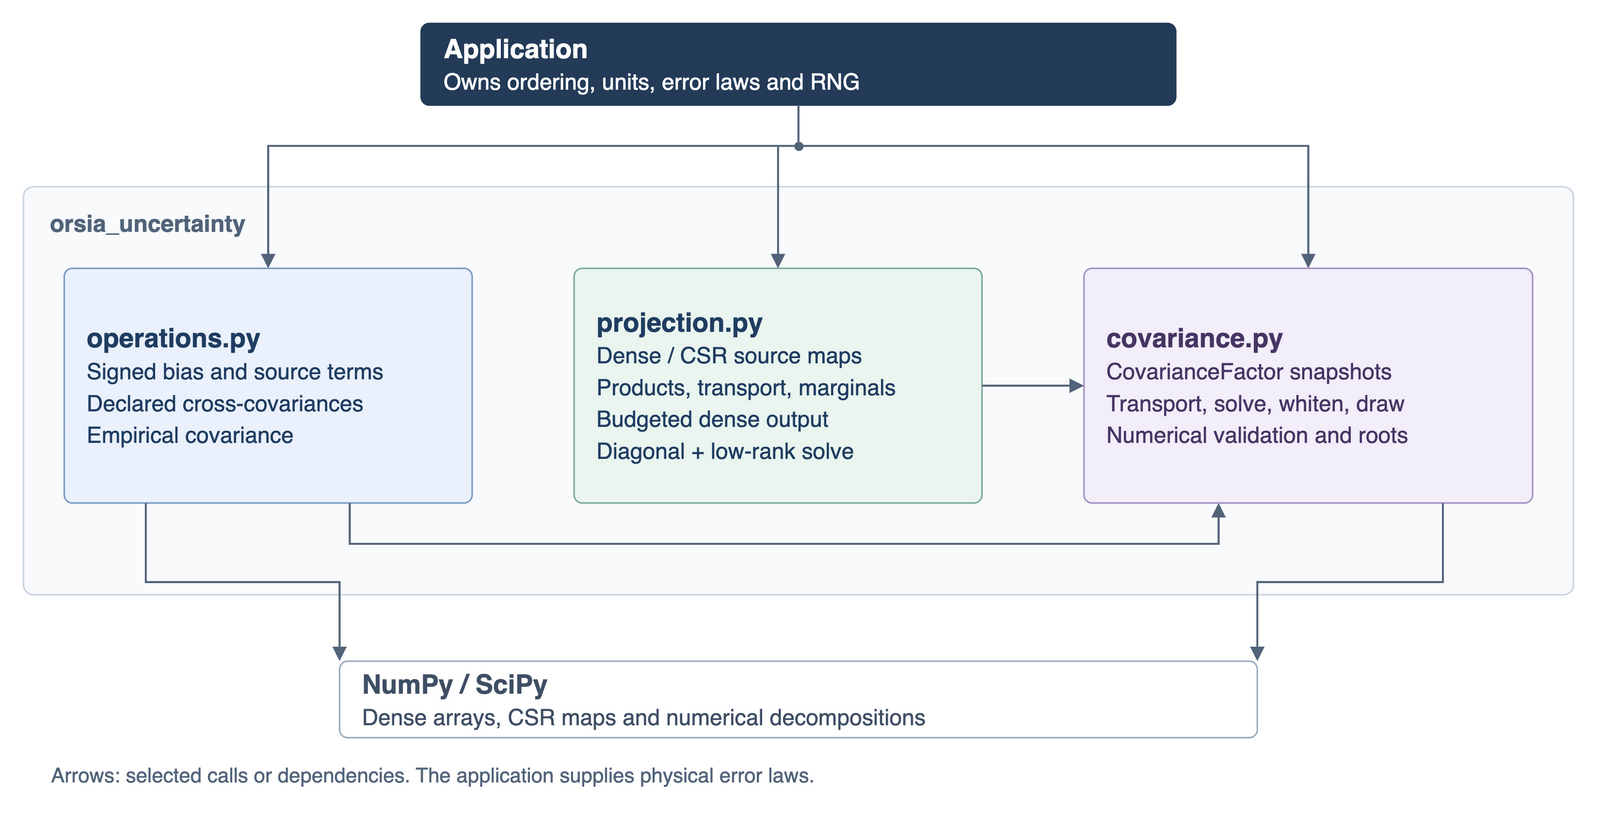 Application
Owns ordering, units, error laws and RNG
orsia_uncertainty
operations.py
Signed bias and source terms
Declared cross-covariances
Empirical covariance
projection.py
Dense / CSR source maps
Products, transport, marginals
Budgeted dense output
Diagonal + low-rank solve
covariance.py
CovarianceFactor snapshots
Transport, solve, whiten, draw
Numerical validation and roots
NumPy / SciPy
Dense arrays, CSR maps and numerical decompositions
Arrows: selected calls or dependencies. The application supplies physical error laws.